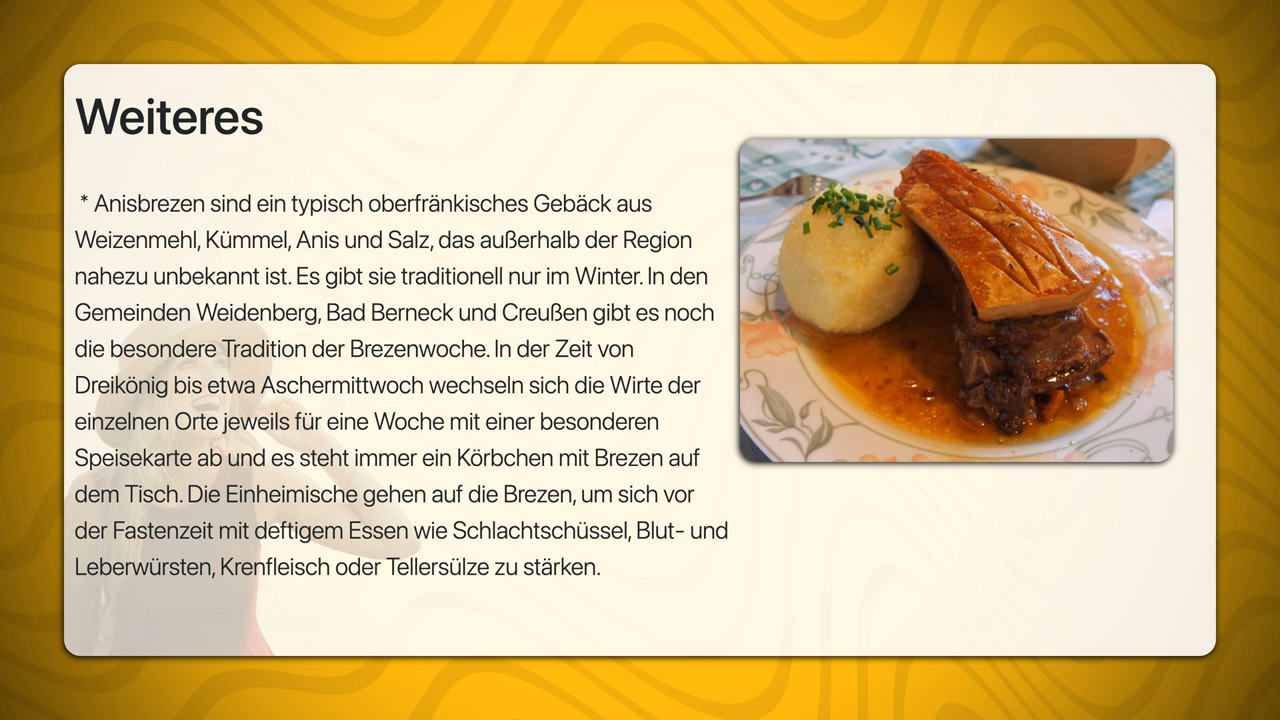 Weiteres
* Anisbrezen sind ein typisch oberfränkisches Gebäck aus
Weizenmehl, Kümmel, Anis und Salz, das außerhalb der Region
nahezu unbekannt ist. Es gibt sie traditionell nur im Winter. In den
Gemeinden Weidenberg, Bad Berneck und Creußen gibt es noch
die besondere Tradition der Brezenwoche. In der Zeit von
Dreikönig bis etwa Aschermittwoch wechseln sich die Wirte der
einzelnen Orte jeweils für eine Woche mit einer besonderen
Speisekarte ab und es steht immer ein Körbchen mit Brezen auf
dem Tisch. Die Einheimische gehen auf die Brezen, um sich vor
der Fastenzeit mit deftigem Essen wie Schlachtschüssel, Blut- und
Leberwürsten, Krenfleisch oder Tellersülze zu stärken.